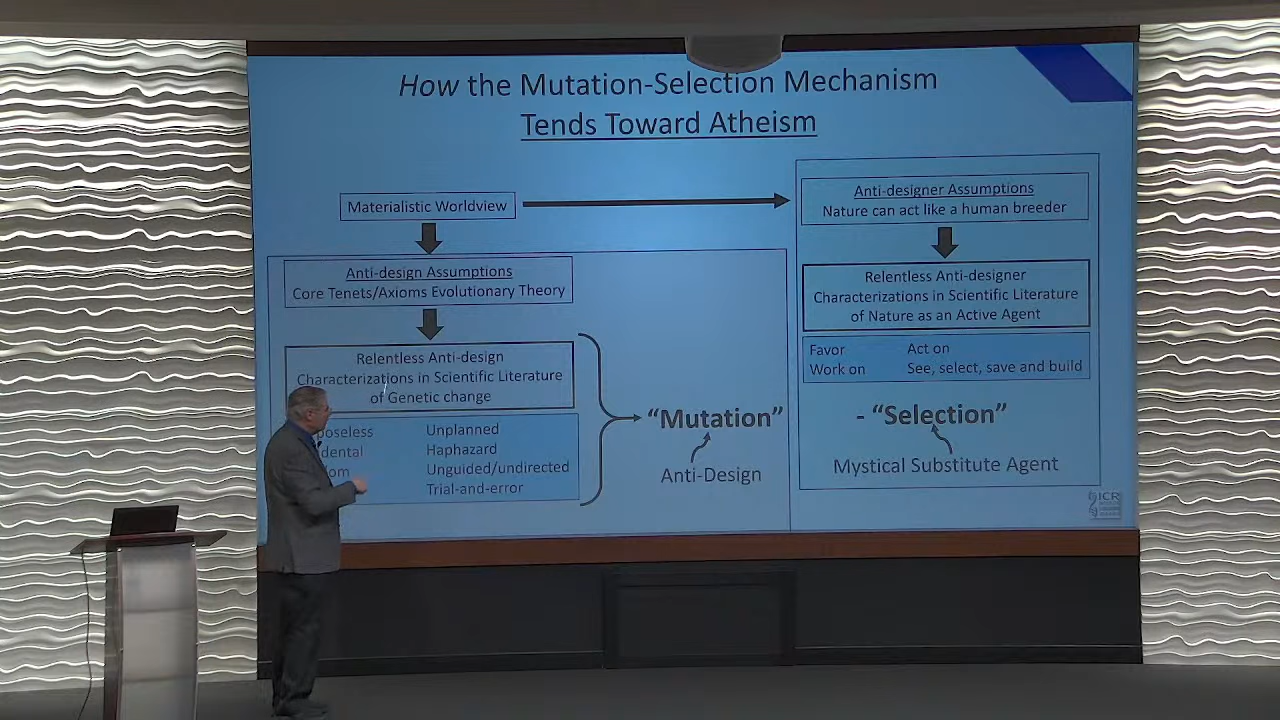 How the Mutation-Selection Mechanism
Tends Toward Atheism
Materialistic Worldview
Anti-design Assumptions
Core Tenets/Axioms Evolutionary Theory
Relentless Anti-design
Characterizations in Scientific Literature
of Genetic change
Unplanned
Haphazard
Unguided/undirected
Trial-and-error
“Mutation”
Anti-Design
Anti-designer Assumptions
Nature can act like a human breeder
Relentless Anti-designer
Characterizations in Scientific Literature
of Nature as an Active Agent
Favor Act on
Work on See, select, save and build
- “Selection”
Mystical Substitute Agent
ICR